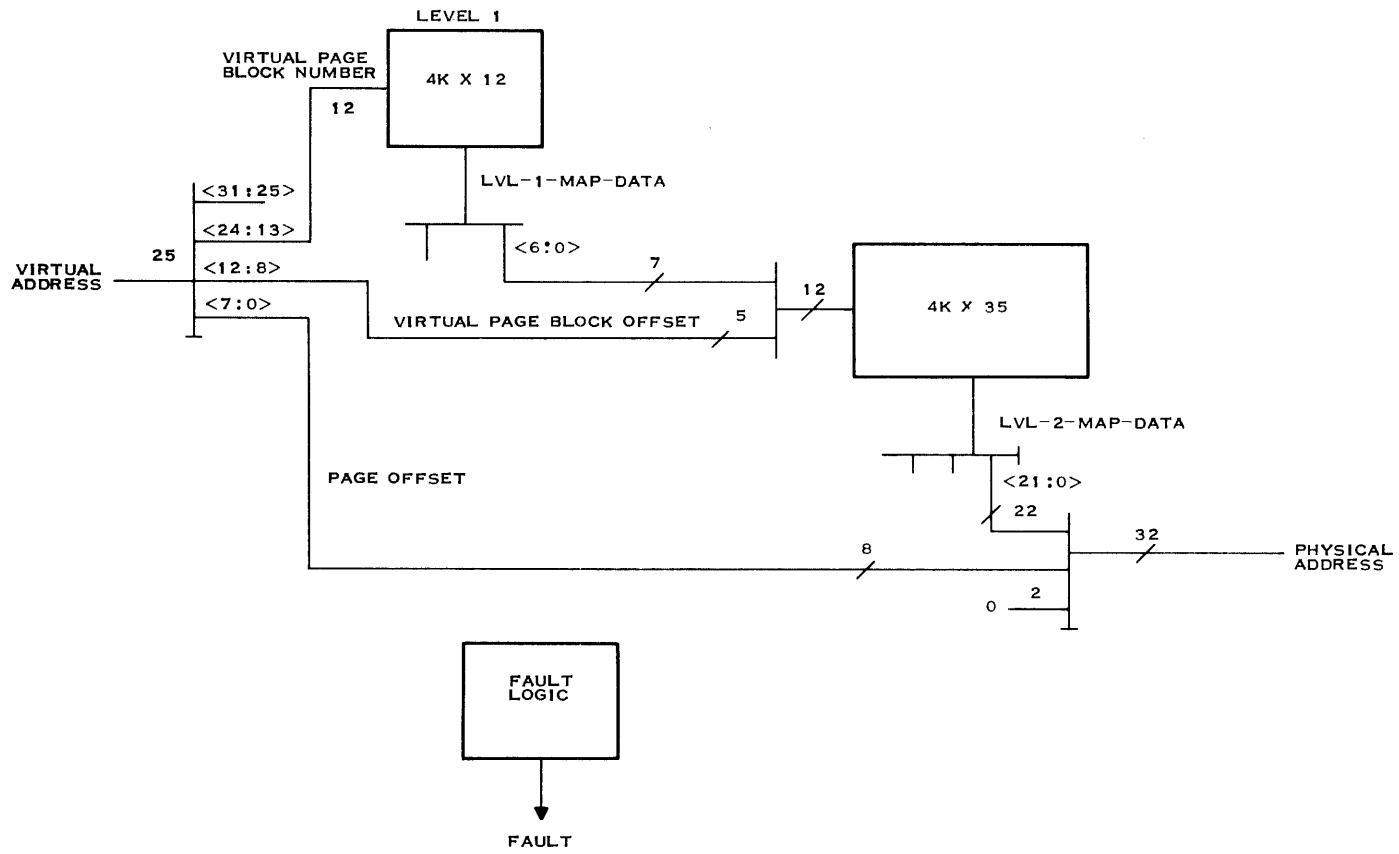 LEVEL 1
VIRTUAL PAGE
BLOCK NUMBER
4K X 12
12
LVL-1-MAP-DATA
<31:25>
<24:13>
<6:0>
25
7
VIRTUAL
ADDRESS
<12:8>
12
<7:0>
4K X 35
VIRTUAL PAGE BLOCK OFFSET
5
LVL-2-MAP-DATA
PAGE OFFSET
<21:0>
22
8
32
PHYSICAL
ADDRESS
0
2
FAULT
LOGIC
FAULT